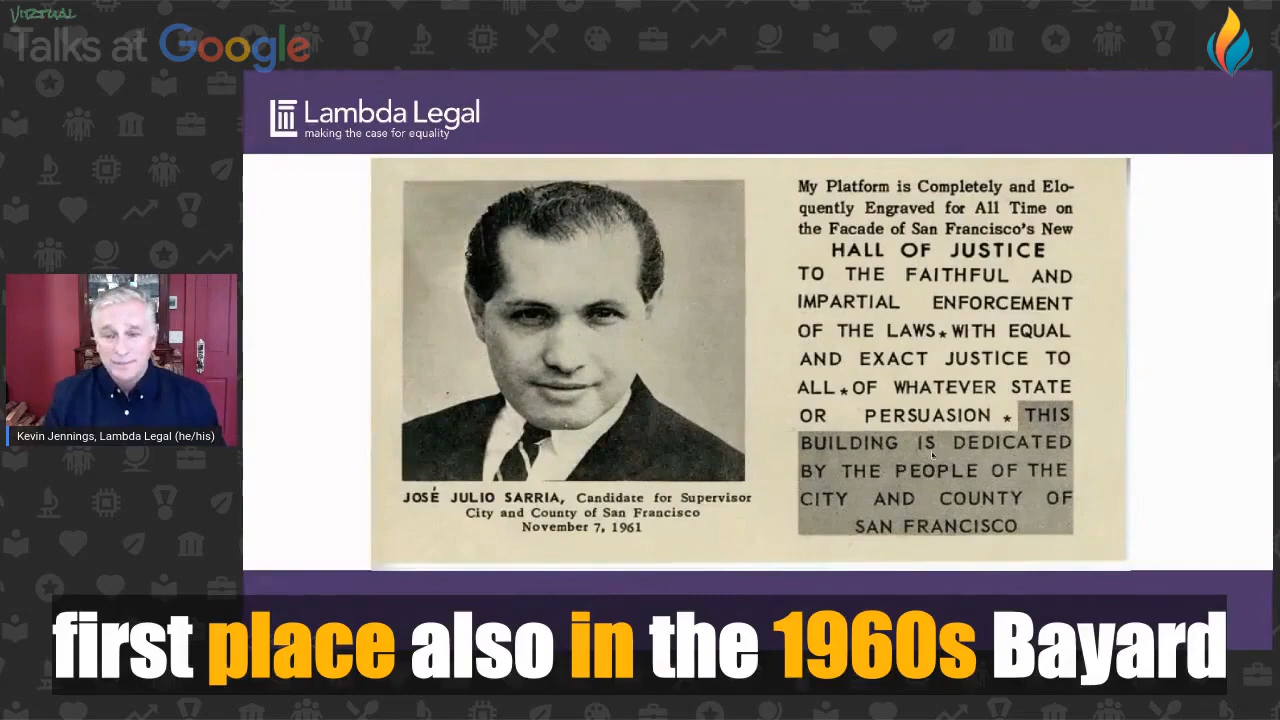 VIRTUAL
Talks at Google
Lambda Legal
making the case for equality
My Platform is Completely and Elo-
quently Engraved for All Time on
the Facade of San Francisco's New
HALL OF JUSTICE
TO THE FAITHFUL AND
IMPARTIAL ENFORCEMENT
OF THE LAWS★WITH EQUAL
AND EXACT JUSTICE TO
ALL★OF WHATEVER STATE
OR PERSUASION ★ THIS
BUILDING IS DEDICATED
BY THE PEOPLE OF THE
CITY AND COUNTY OF
SAN FRANCISCO
JOSÉ JULIO SARRIA, Candidate for Supervisor
City and County of San Francisco
November 7, 1961
Kevin Jennings, Lambda Legal (he/his)
first place also in the 1960s Bayard